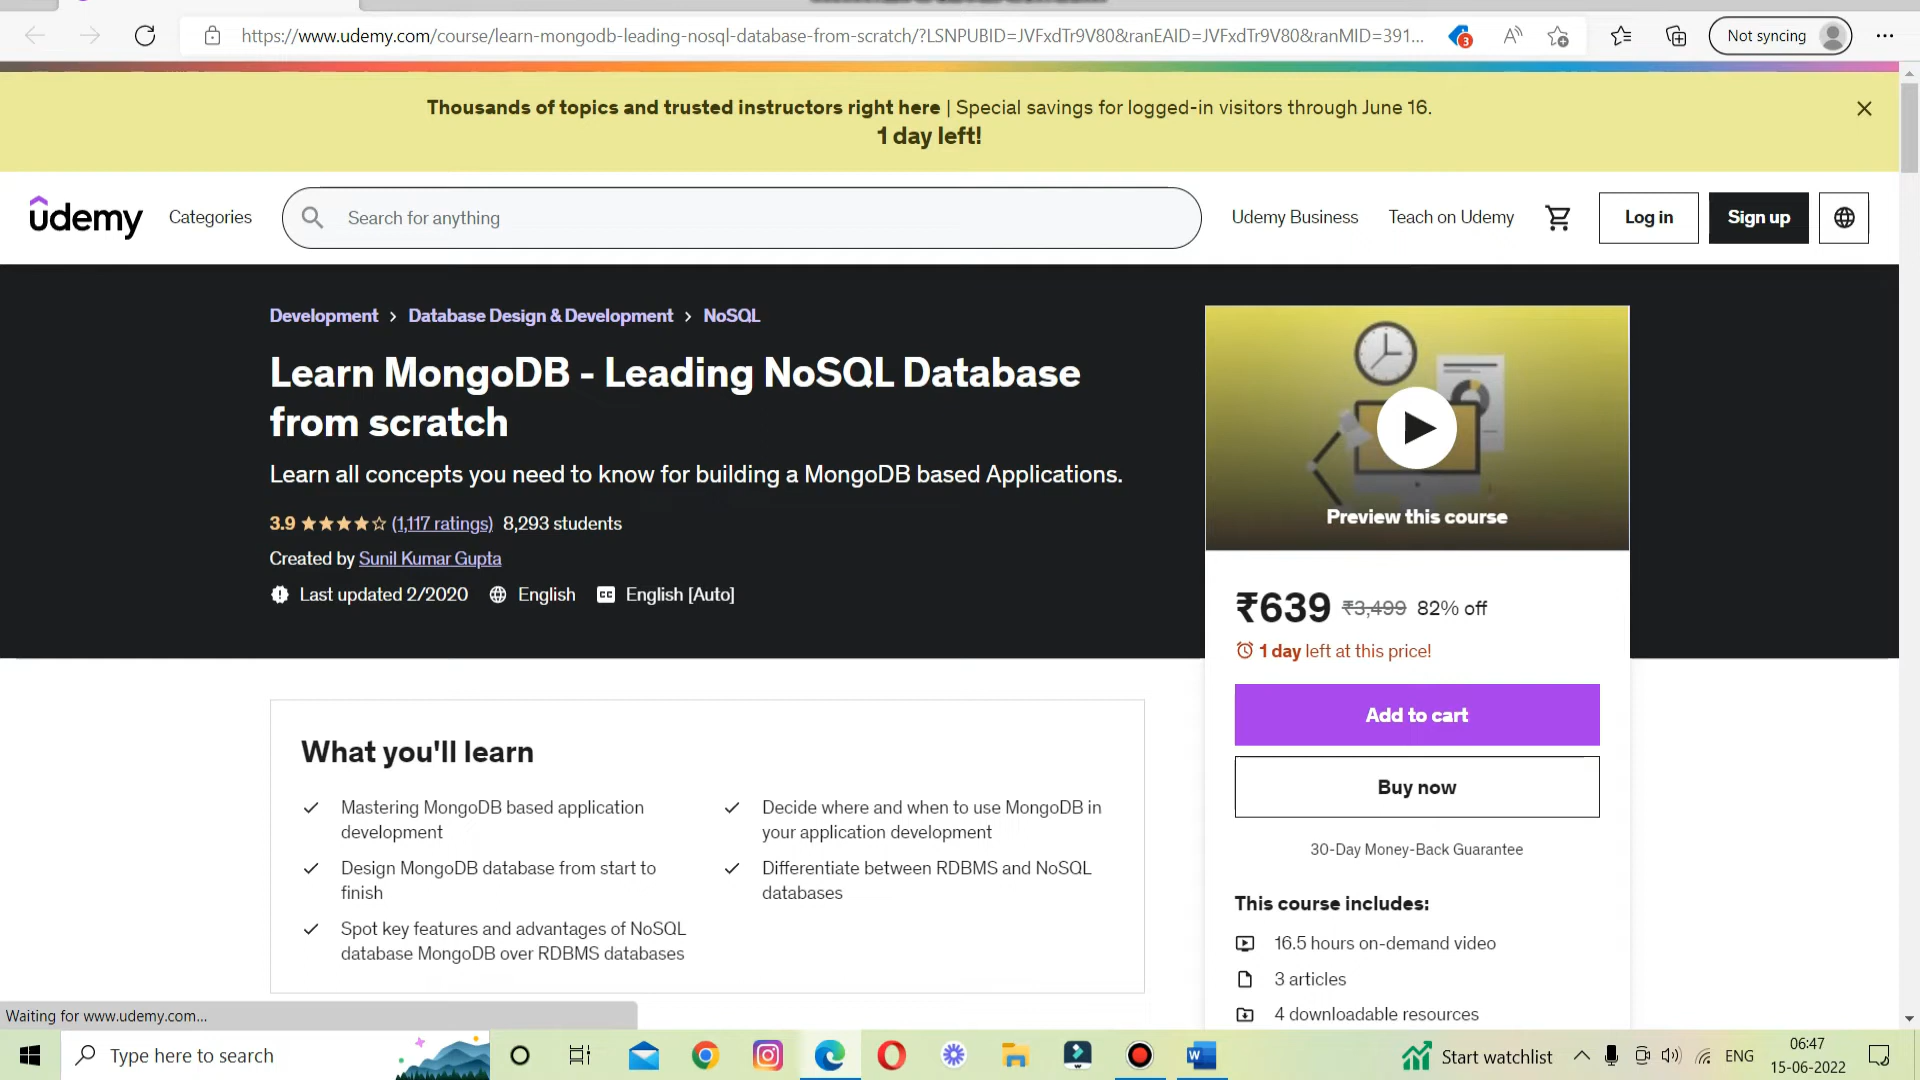 https://www.udemy.com/course/learn-mongodb-leading-nosql-database-from-scratch/?LSNPUBID=JVFxdTr9V80&ranEAID=JVFxdTr9V80&ranMID=391...
3
Not syncing
Thousands of topics and trusted instructors right here | Special savings for logged-in visitors through June 16.
1 day left!
udemy
Categories
Search for anything
Udemy Business
Teach on Udemy
Log in
Sign up
Development > Database Design & Development > NoSQL
Learn MongoDB - Leading NoSQL Database
from scratch
Learn all concepts you need to know for building a MongoDB based Applications.
3.9 (1,117 ratings) 8,293 students
Created by Sunil Kumar Gupta
Last updated 2/2020 English CC English [Auto]
Preview this course
₹639 ₹3,499 82% off
1 day left at this price!
Add to cart
Buy now
30-Day Money-Back Guarantee
This course includes:
16.5 hours on-demand video
3 articles
4 downloadable resources
What you'll learn
Mastering MongoDB based application
development
Design MongoDB database from start to
finish
Spot key features and advantages of NoSQL
database MongoDB over RDBMS databases
Decide where and when to use MongoDB in
your application development
Differentiate between RDBMS and NoSQL
databases
Waiting for www.udemy.com...
Type here to search
W
Start watchlist
ENG
06:47
15-06-2022